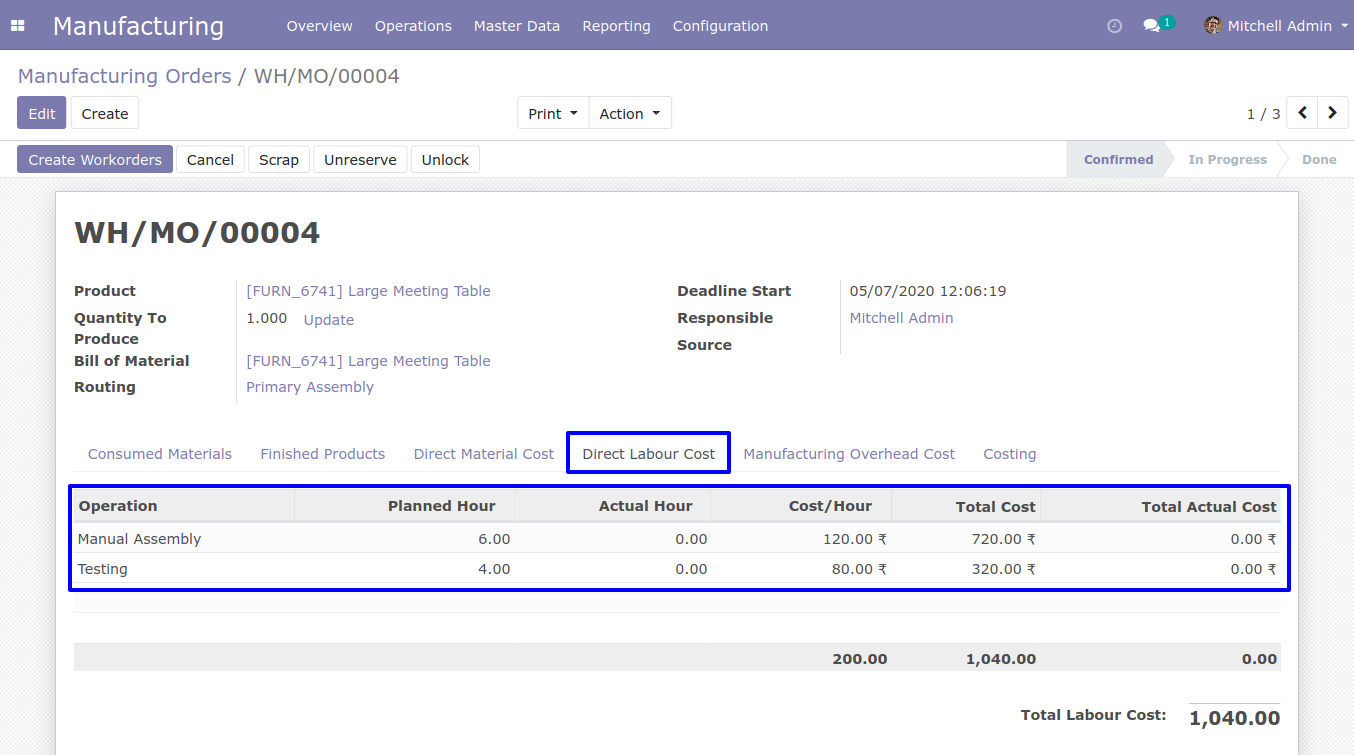 Manufacturing Overview Operations Master Data Reporting Configuration 1 Mitchell Admin
Manufacturing Orders / WH/MO/00004
Edit Create Print Action 1 / 3
Create Workorders Cancel Scrap Unreserve Unlock Confirmed In Progress Done
WH/MO/00004
Product [FURN_6741] Large Meeting Table Deadline Start 05/07/2020 12:06:19
Quantity To Produce 1.000 Update Responsible Mitchell Admin
Source
Bill of Material [FURN_6741] Large Meeting Table
Routing Primary Assembly
Consumed Materials Finished Products Direct Material Cost Direct Labour Cost Manufacturing Overhead Cost Costing
Operation Planned Hour Actual Hour Cost/Hour Total Cost Total Actual Cost
Manual Assembly 6.00 0.00 120.00 ₹ 720.00 ₹ 0.00 ₹
Testing 4.00 0.00 80.00 ₹ 320.00 ₹ 0.00 ₹
200.00 1,040.00 0.00
Total Labour Cost: 1,040.00